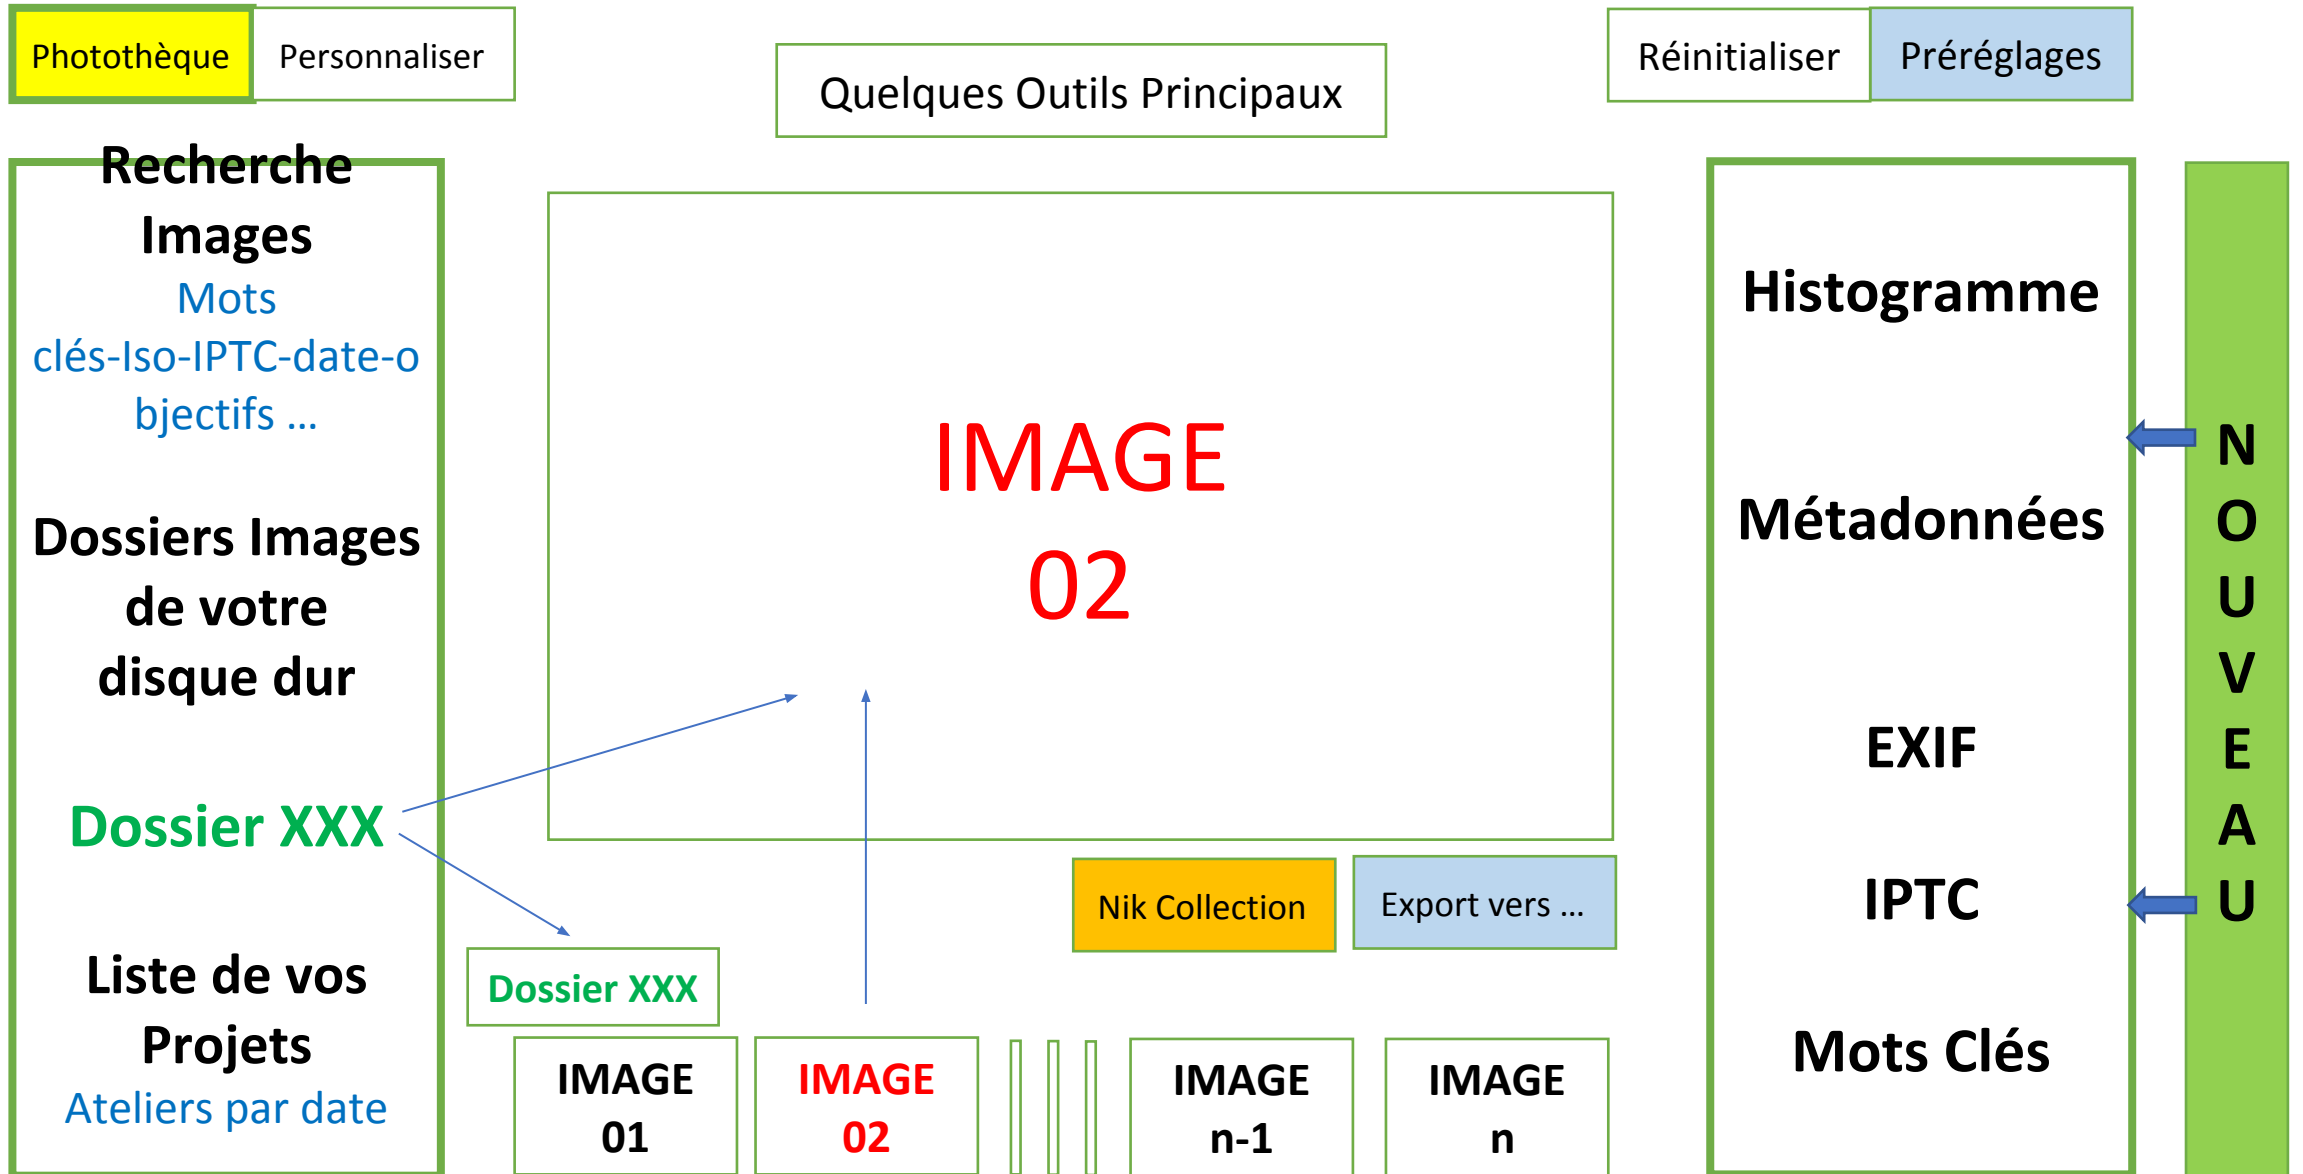 Photothèque
Personnaliser
Quelques Outils Principaux
Réinitialiser
Préréglages
Recherche
Images
Mots
clés-Iso-IPTC-date-o
bjectifs ...
Dossiers Images
de votre
disque dur
Dossier XXX
Liste de vos
Projets
Ateliers par date
IMAGE
02
Nik Collection
Export vers ...
Dossier XXX
IMAGE
01
IMAGE
02
IMAGE
n-1
IMAGE
n
Histogramme
Métadonnées
EXIF
IPTC
Mots Clés
N
O
U
V
E
A
U